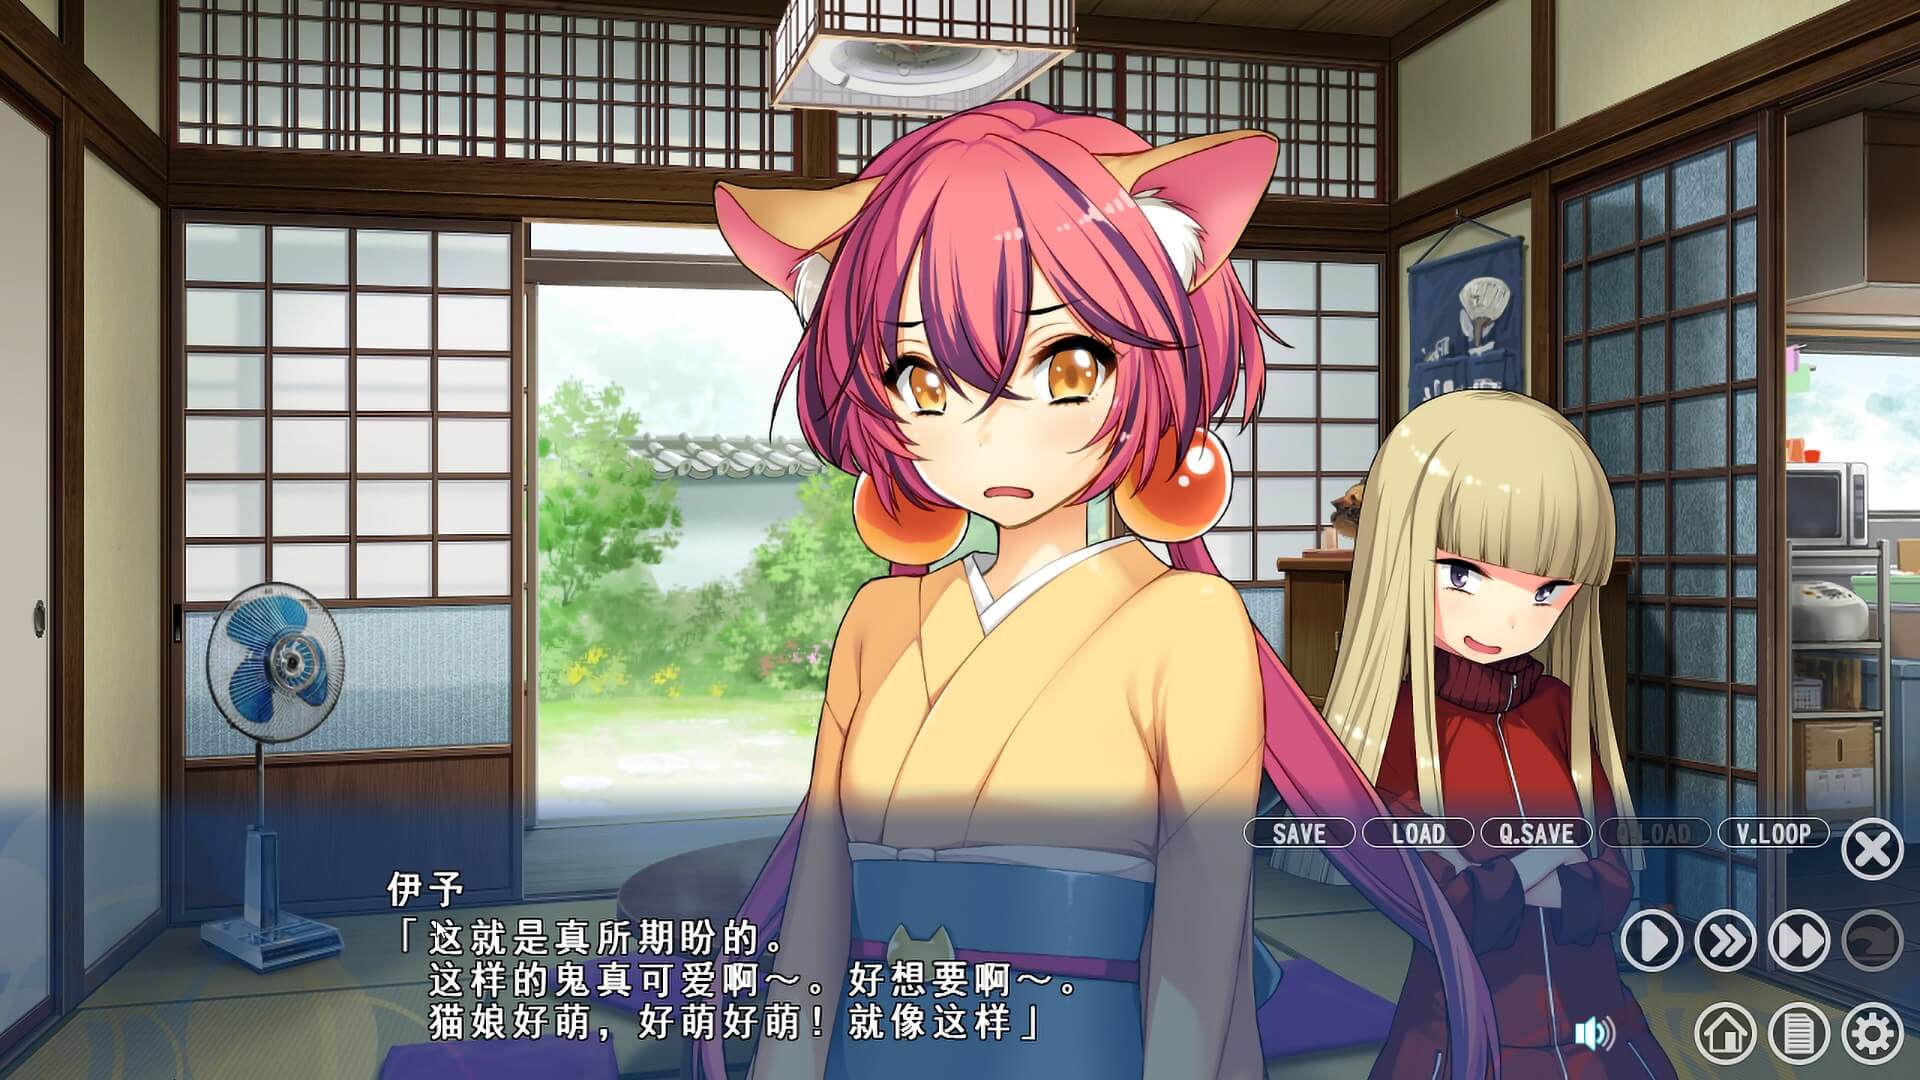 SAVE
LOAD
Q.SAVE
Q.LOAD
V.LOOP
伊予
「这就是真所期盼的。
这样的鬼真可爱啊～。好想要啊～。
猫娘好萌，好萌好萌！就像这样」